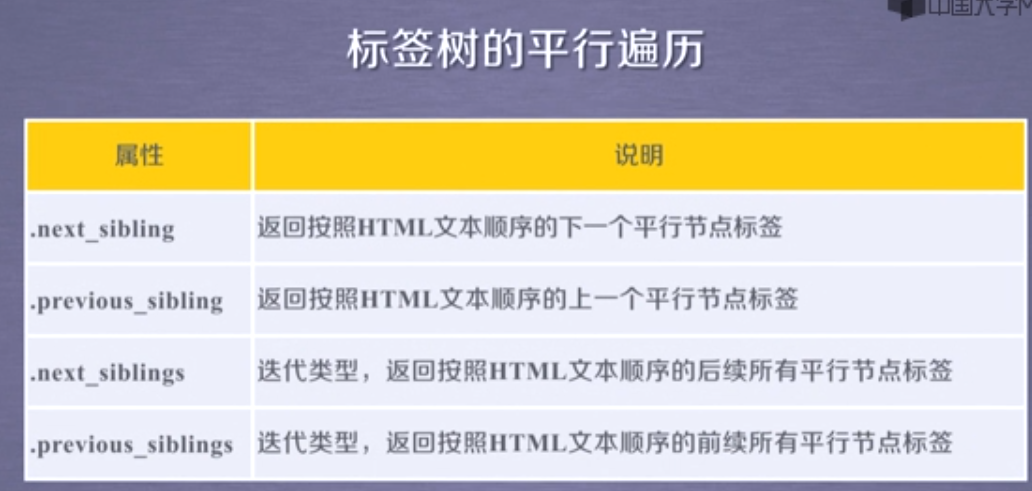 中国大学M
标签树的平行遍历
属性 说明
.next_sibling 返回按照HTML文本顺序的下一个平行节点标签
.previous_sibling 返回按照HTML文本顺序的上一个平行节点标签
.next_siblings 迭代类型，返回按照HTML文本顺序的后续所有平行节点标签
.previous_siblings 迭代类型，返回按照HTML文本顺序的前续所有平行节点标签